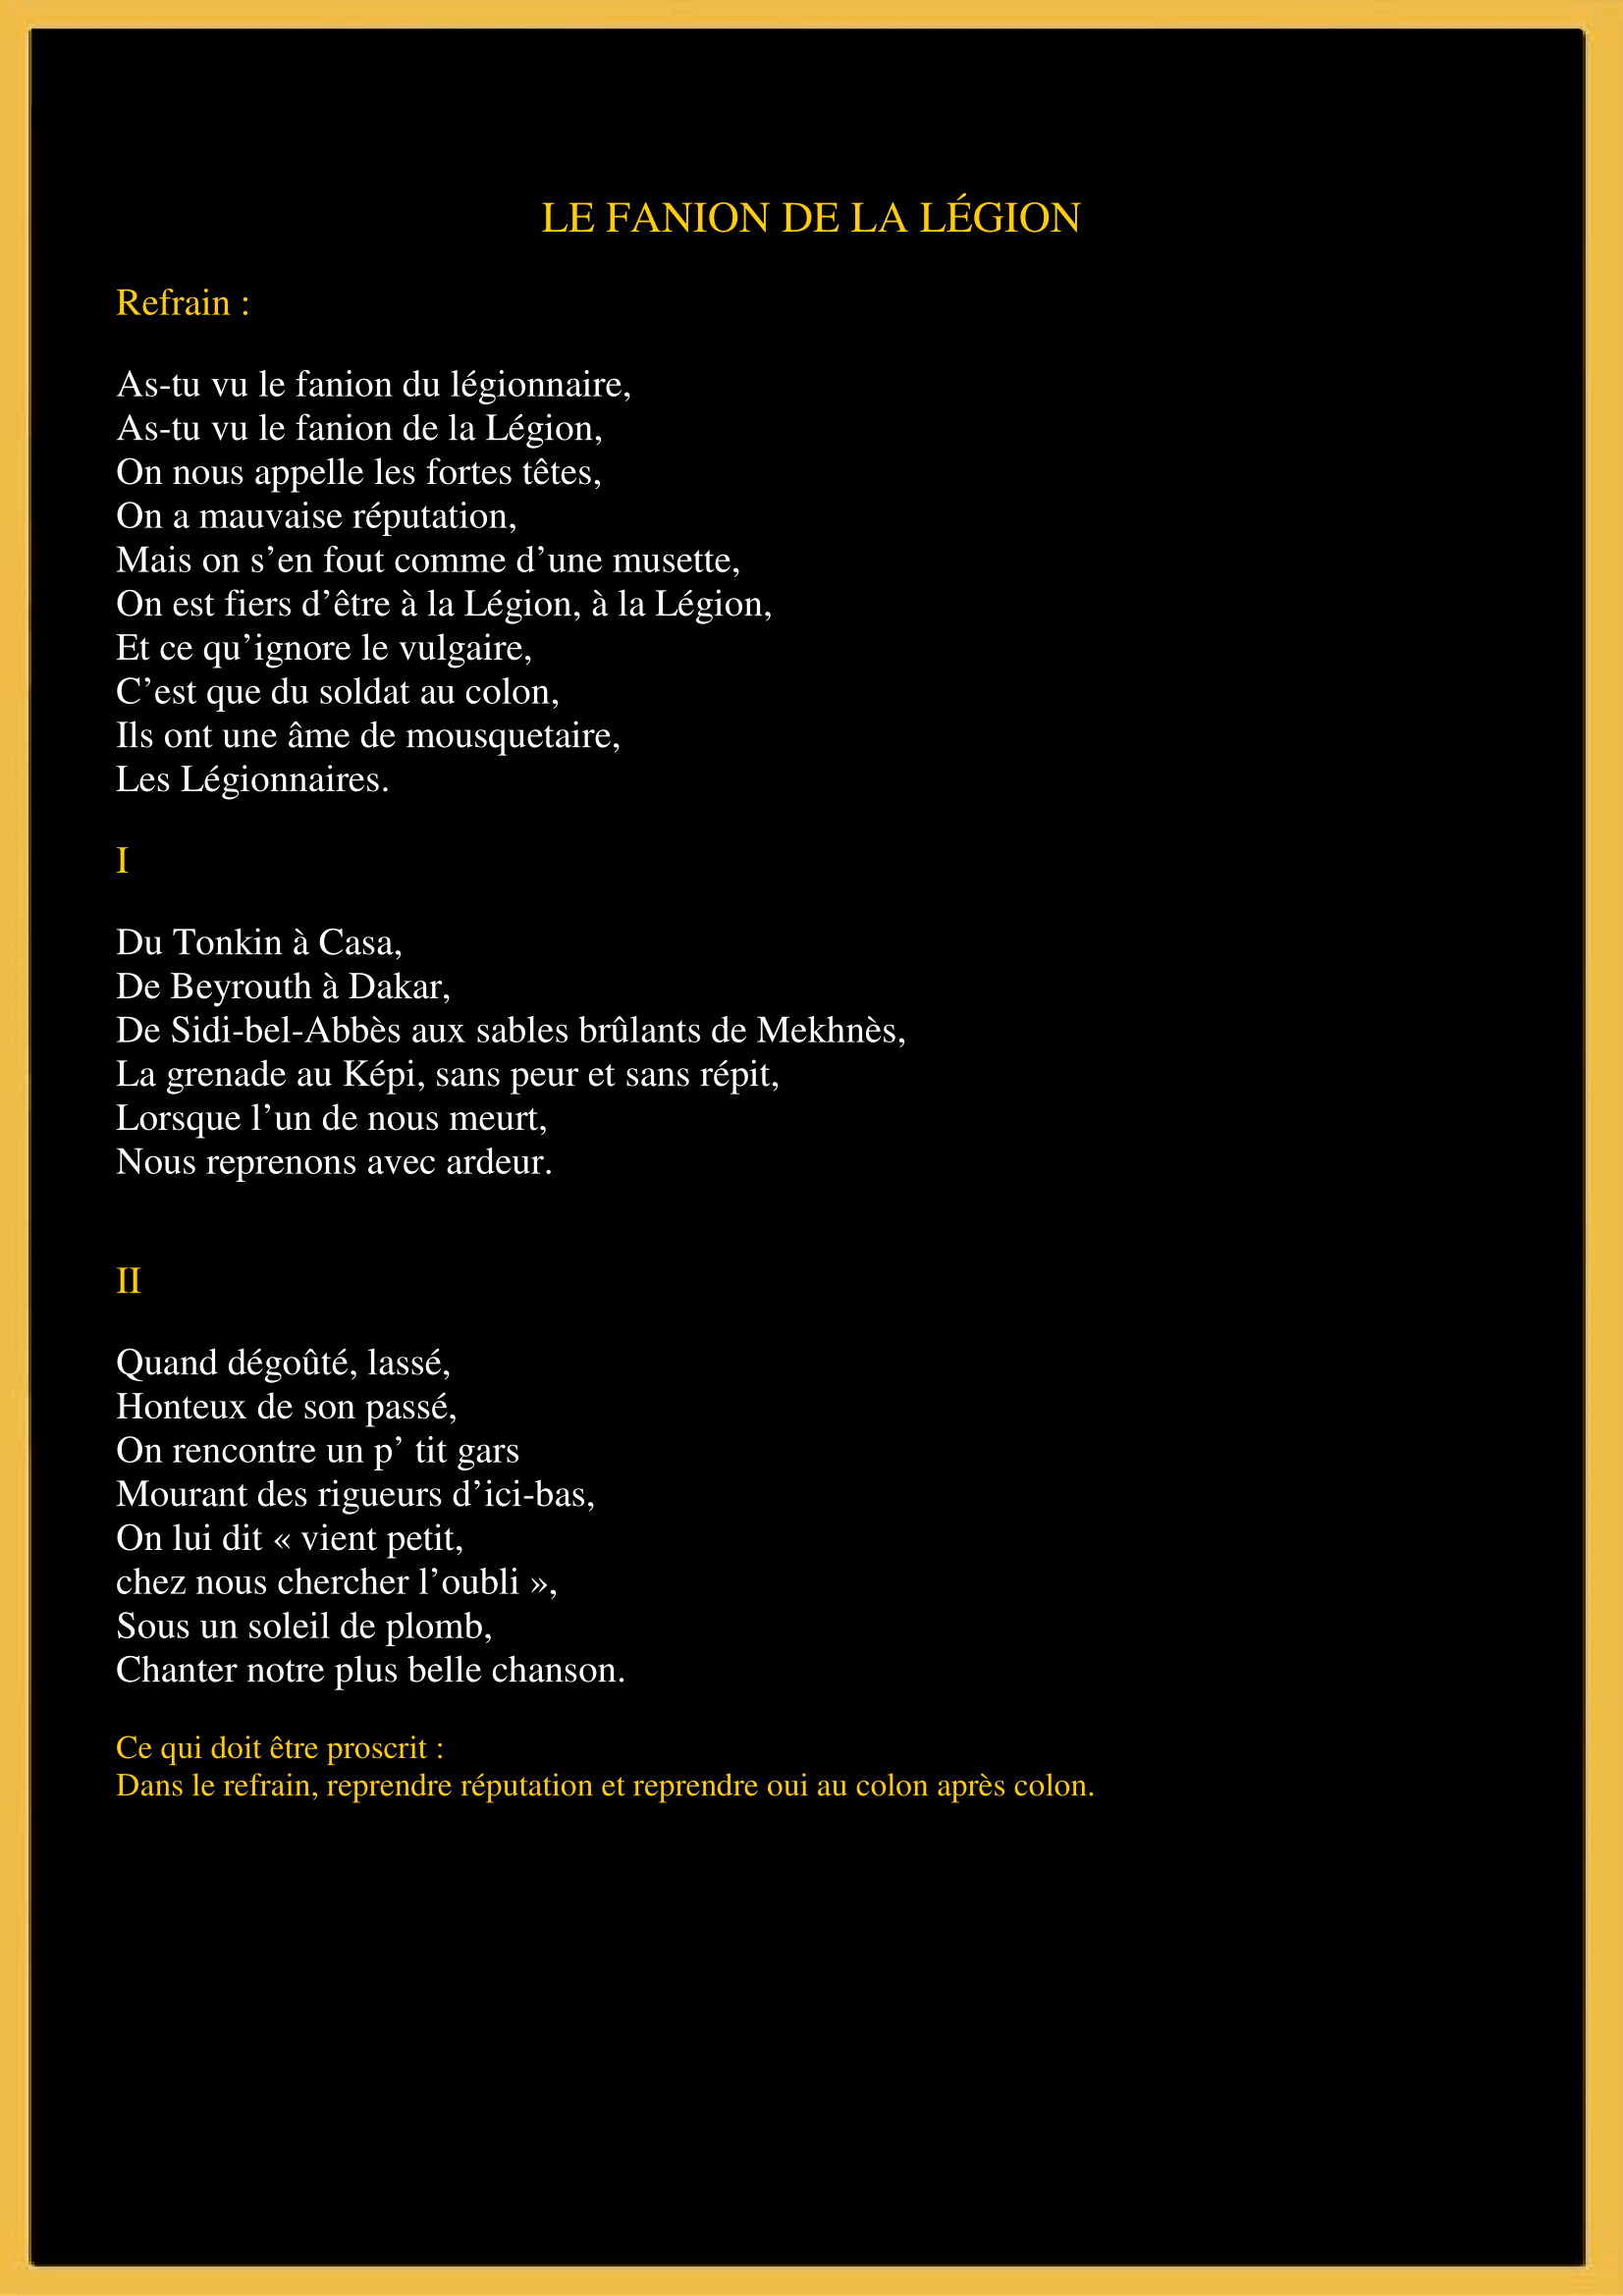 LE FANION DE LA LÉGION
Refrain :
As-tu vu le fanion du légionnaire,
As-tu vu le fanion de la Légion,
On nous appelle les fortes têtes,
On a mauvaise réputation,
Mais on s’en fout comme d’une musette,
On est fiers d’être à la Légion, à la Légion,
Et ce qu’ignore le vulgaire,
C’est que du soldat au colon,
Ils ont une âme de mousquetaire,
Les Légionnaires.
I
Du Tonkin à Casa,
De Beyrouth à Dakar,
De Sidi-bel-Abbès aux sables brûlants de Mekhnès,
La grenade au Képi, sans peur et sans répit,
Lorsque l’un de nous meurt,
Nous reprenons avec ardeur.
II
Quand dégoûté, lassé,
Honteux de son passé,
On rencontre un p’ tit gars
Mourant des rigueurs d’ici-bas,
On lui dit « vient petit,
chez nous chercher l’oubli »,
Sous un soleil de plomb,
Chanter notre plus belle chanson.
Ce qui doit être proscrit :
Dans le refrain, reprendre réputation et reprendre oui au colon après colon.